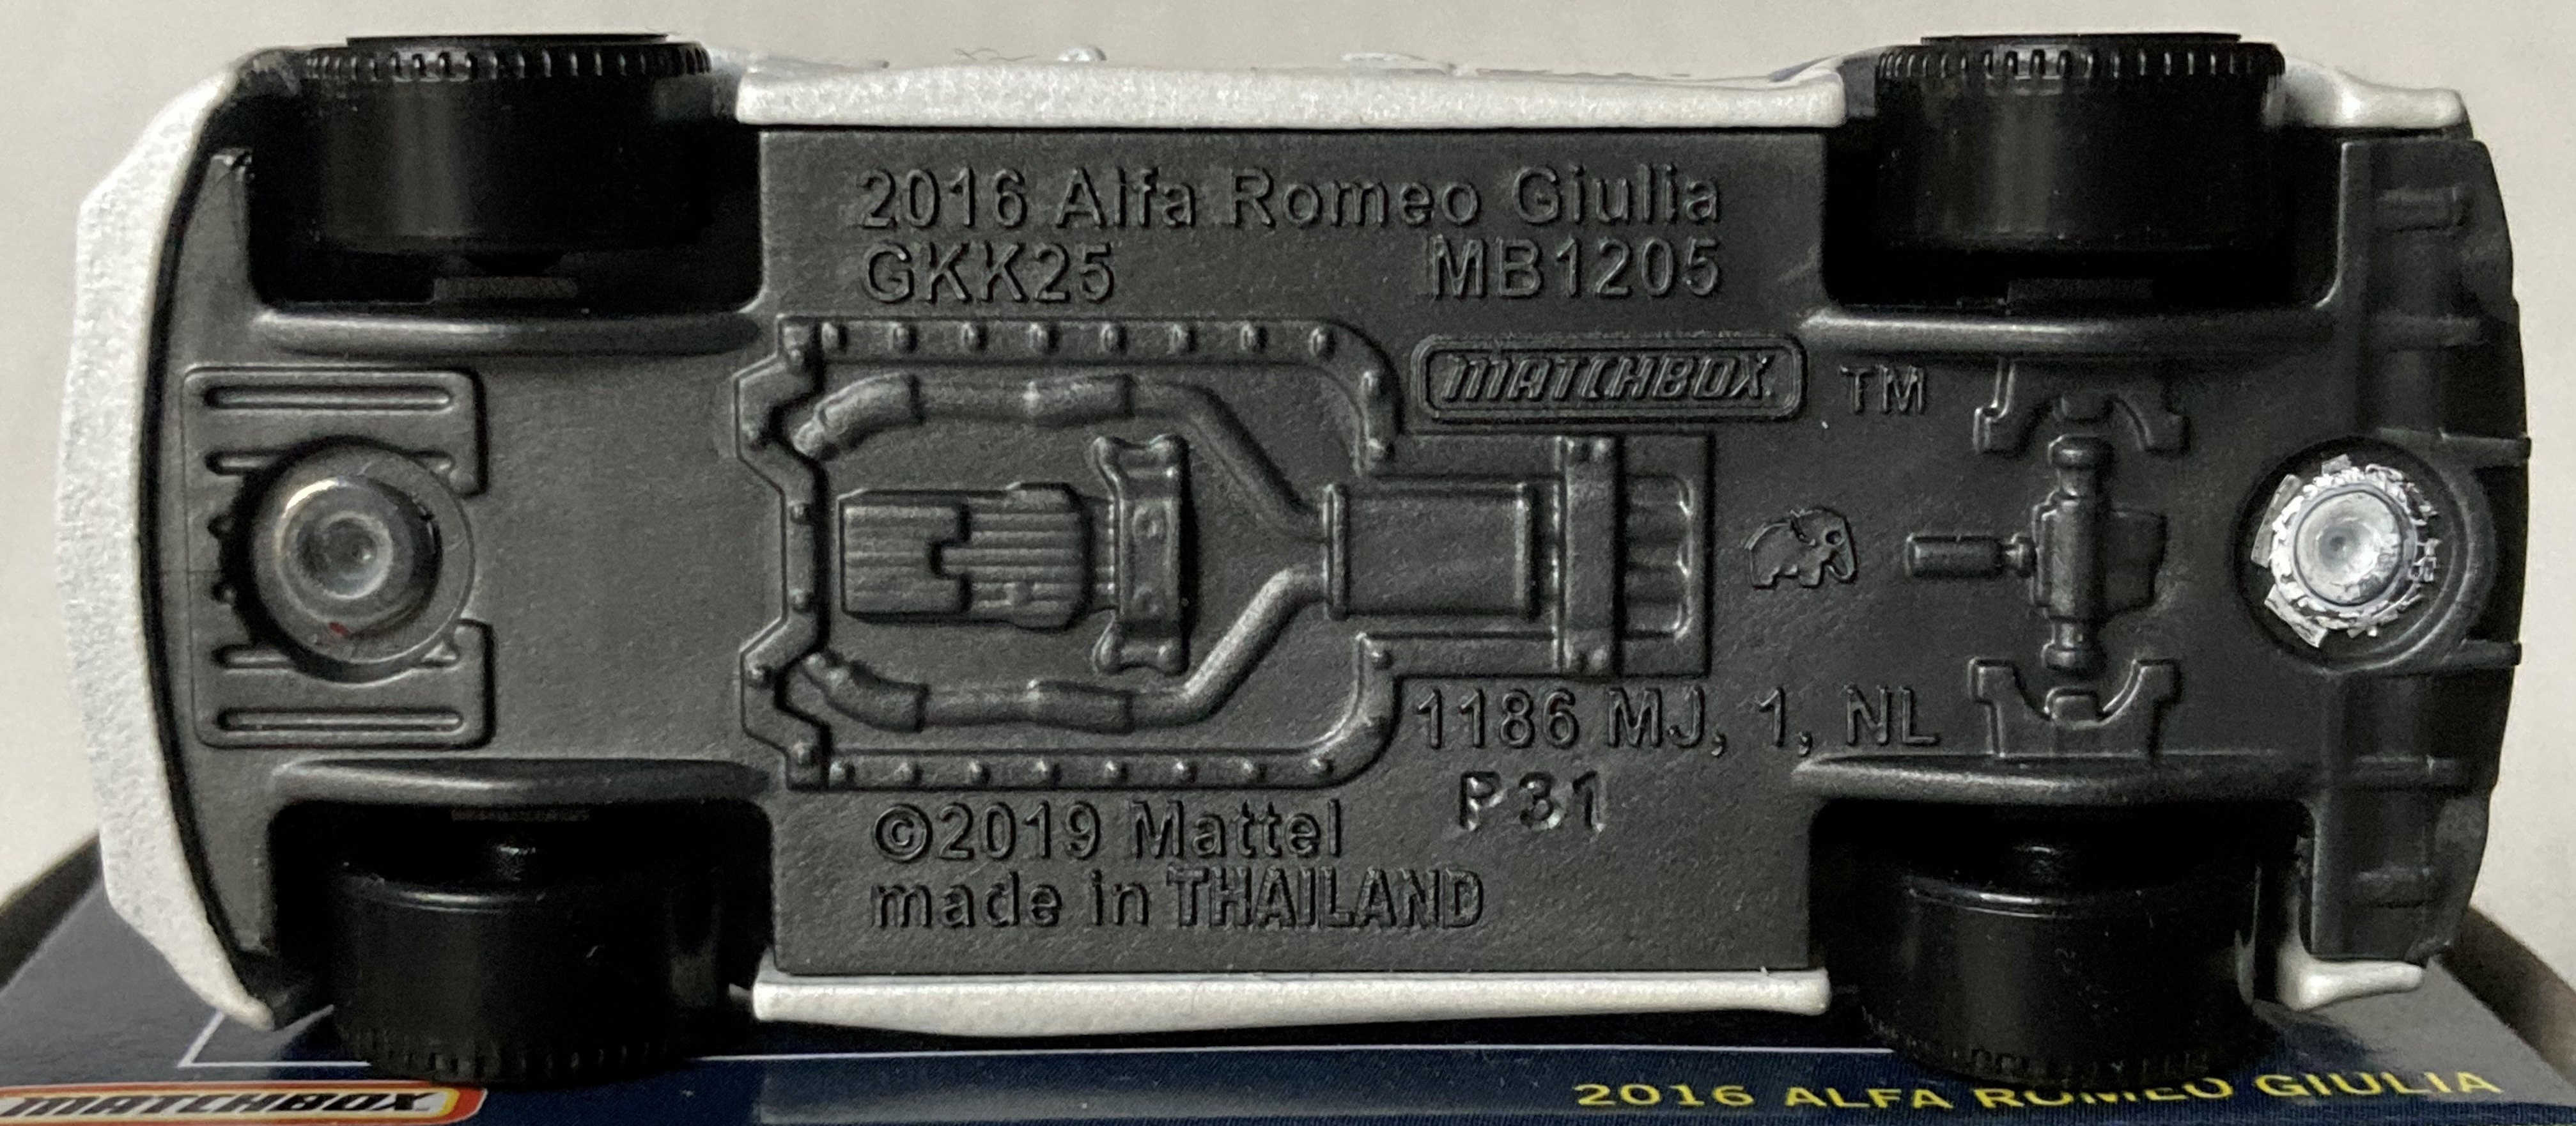 2016 Alfa Romeo Giulia
GKK25 MB1205
MATCHBOX
TM
1186 MJ, 1, NL
P31
©2019 Mattel
made in THAILAND
MATCHBOX
2016 ALFA ROMEO GIULIA